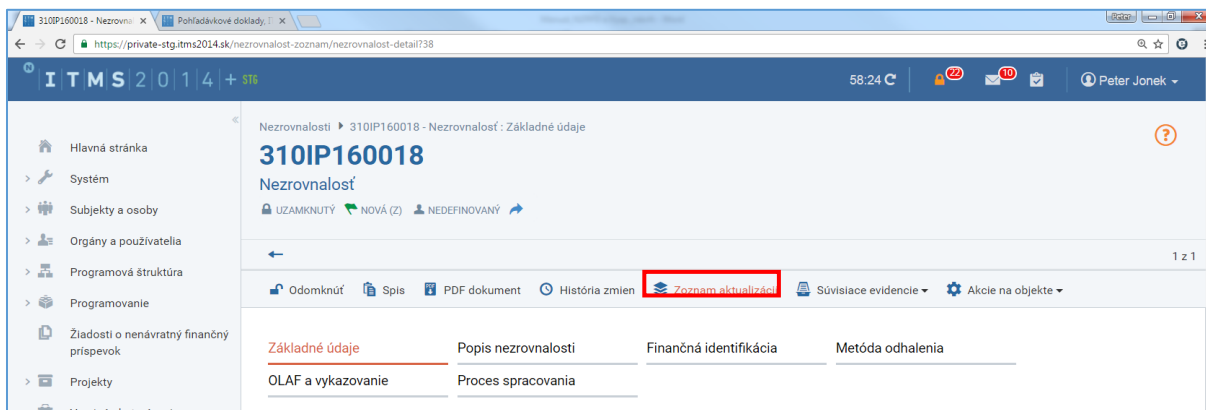 310IP160018 - Nezrovna
Pohľadávkové doklady, I
Peter
https://private-stg.itms2014.sk/nezrovnalost-zoznam/nezrovnalost-detail?38
ITMS2014+ STG
58:24
22
10
Peter Jonek
Nezrovnalosti 310IP160018 - Nezrovnalosť : Základné údaje
310IP160018
Nezrovnalosť
UZAMKNUTÝ NOVÁ (Z) NEDEFINOVANÝ
Hlavná stránka
Systém
Subjekty a osoby
Orgány a používatelia
Programová štruktúra
Programovanie
Žiadosti o nenávratný finančný
príspevok
Projekty
1 z 1
Odomknúť Spis PDF dokument História zmien Zoznam aktualizácií Súvisiace evidencie Akcie na objekte
Základné údaje Popis nezrovnalosti Finančná identifikácia Metóda odhalenia
OLAF a vykazovanie Proces spracovania